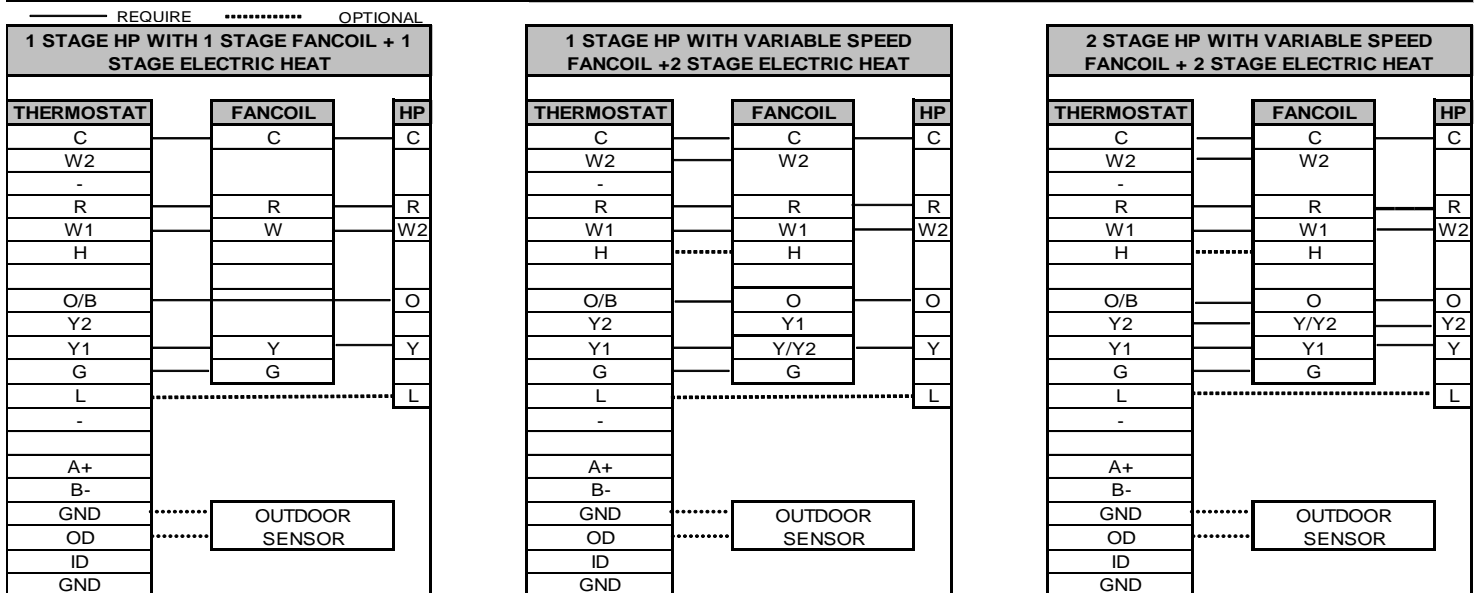 REQUIRE OPTIONAL
1 STAGE HP WITH 1 STAGE FANCOIL + 1
STAGE ELECTRIC HEAT
THERMOSTAT FANCOIL HP
C C C
W2
-
R R R
W1 W W2
H
O/B O
Y2
Y1 Y Y
G G
L L
-
A+
B-
GND OUTDOOR
OD SENSOR
ID
GND
1 STAGE HP WITH VARIABLE SPEED
FANCOIL +2 STAGE ELECTRIC HEAT
THERMOSTAT FANCOIL HP
C C C
W2 W2
-
R R R
W1 W1 W2
H H
O/B O O
Y2 Y1
Y1 Y/Y2 Y
G G
L L
-
A+
B-
GND OUTDOOR
OD SENSOR
ID
GND
2 STAGE HP WITH VARIABLE SPEED
FANCOIL + 2 STAGE ELECTRIC HEAT
THERMOSTAT FANCOIL HP
C C C
W2 W2
-
R R R
W1 W1 W2
H H
O/B O O
Y2 Y/Y2 Y2
Y1 Y1 Y
G G
L L
-
A+
B-
GND OUTDOOR
OD SENSOR
ID
GND